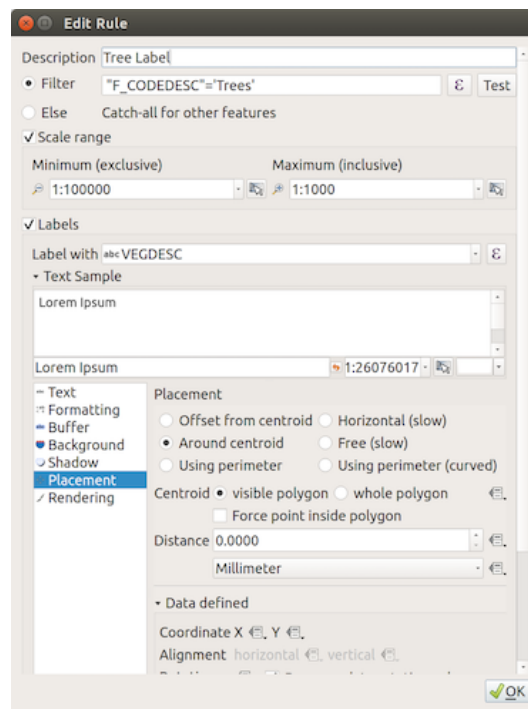 Edit Rule
Description Tree Label
Filter "F_CODEDESC"='Trees' ε Test
Else Catch-all for other features
Scale range
Minimum (exclusive) Maximum (inclusive)
1:100000 1:1000
Labels
Label with abc VEGDESC ε
Text Sample
Lorem Ipsum
Lorem Ipsum 1:26076017
Text
Formatting
Buffer
Background
Shadow
Placement
Rendering
Placement
Offset from centroid Horizontal (slow)
Around centroid Free (slow)
Using perimeter Using perimeter (curved)
Centroid visible polygon whole polygon
Force point inside polygon
Distance 0.0000
Millimeter
Data defined
Coordinate X Y
Alignment horizontal vertical
OK